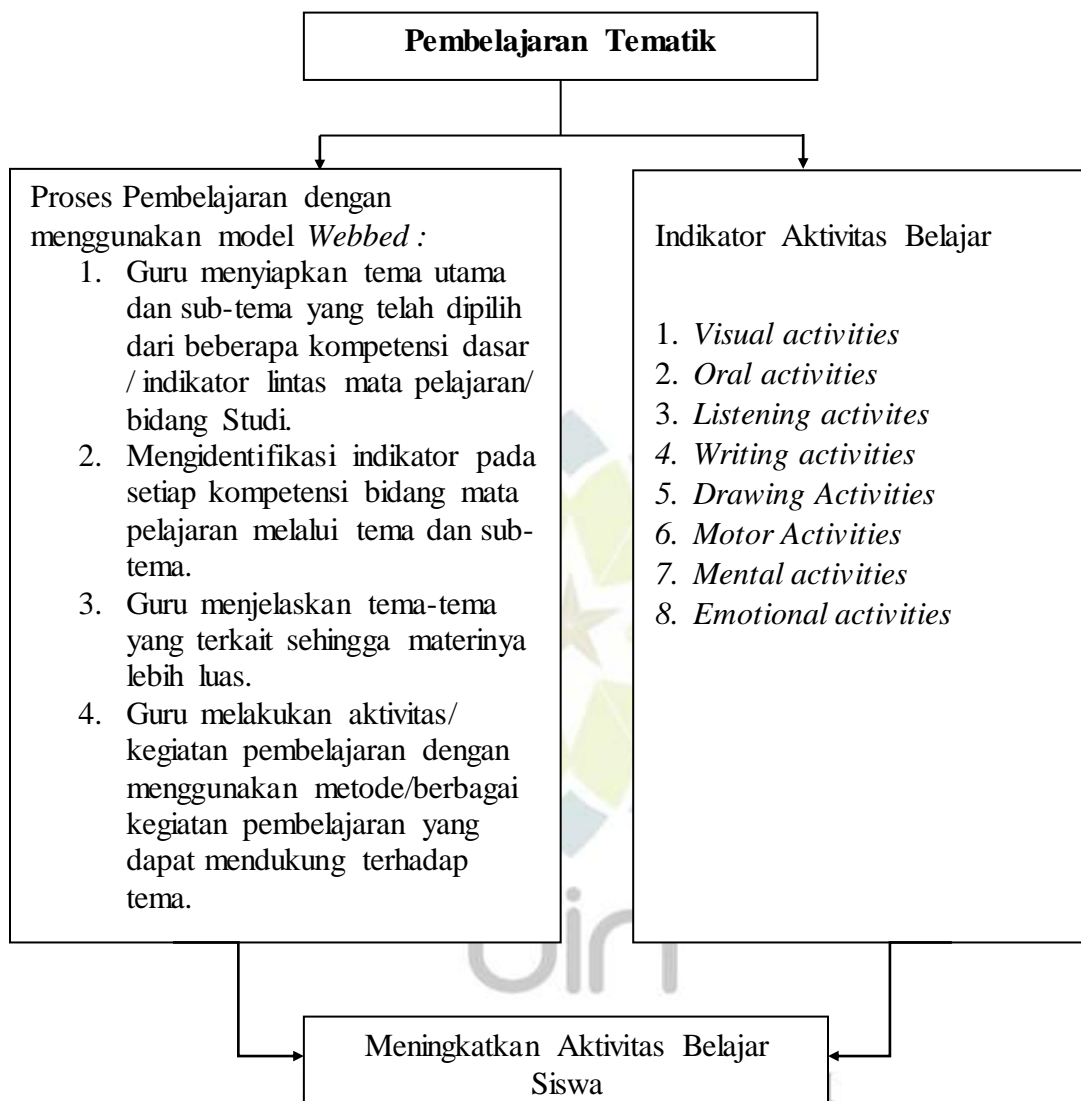 Pembelajaran Tematik
Proses Pembelajaran dengan
menggunakan model Webbed :
1. Guru menyiapkan tema utama
dan sub-tema yang telah dipilih
dari beberapa kompetensi dasar
/ indikator lintas mata pelajaran/
bidang Studi.
2. Mengidentifikasi indikator pada
setiap kompetensi bidang mata
pelajaran melalui tema dan sub-
tema.
3. Guru menjelaskan tema-tema
yang terkait sehingga materinya
lebih luas.
4. Guru melakukan aktivitas/
kegiatan pembelajaran dengan
menggunakan metode/berbagai
kegiatan pembelajaran yang
dapat mendukung terhadap
tema.
Indikator Aktivitas Belajar
1. Visual activities
2. Oral activities
3. Listening activites
4. Writing activities
5. Drawing Activities
6. Motor Activities
7. Mental activities
8. Emotional activities
uin
Meningkatkan Aktivitas Belajar
Siswa